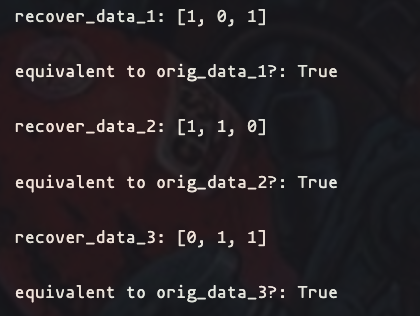 recover_data_1: [1, 0, 1]
equivalent to orig_data_1?: True
recover_data_2: [1, 1, 0]
equivalent to orig_data_2?: True
recover_data_3: [0, 1, 1]
equivalent to orig_data_3?: True